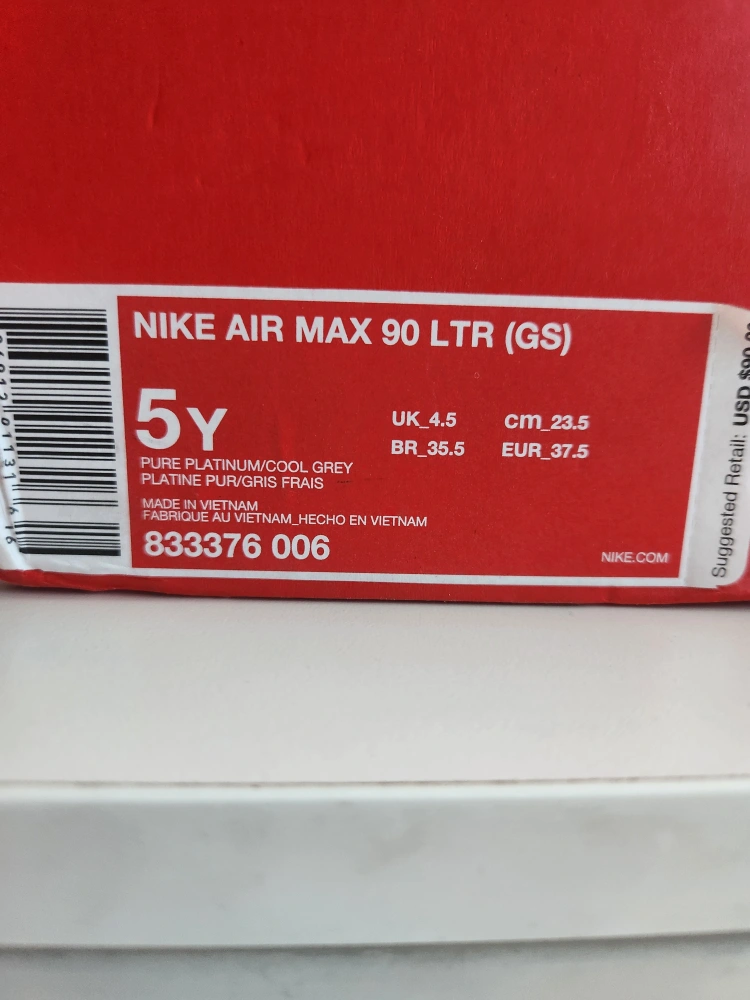 NIKE AIR MAX 90 LTR (GS)
5Y
UK_4.5 cm_23.5
BR_35.5 EUR_37.5
PURE PLATINUM/COOL GREY
PLATINE PUR/GRIS FRAIS
MADE IN VIETNAM
FABRIQUE AU VIETNAM_HECHO EN VIETNAM
833376 006
NIKE.COM
Suggested Retail: USD